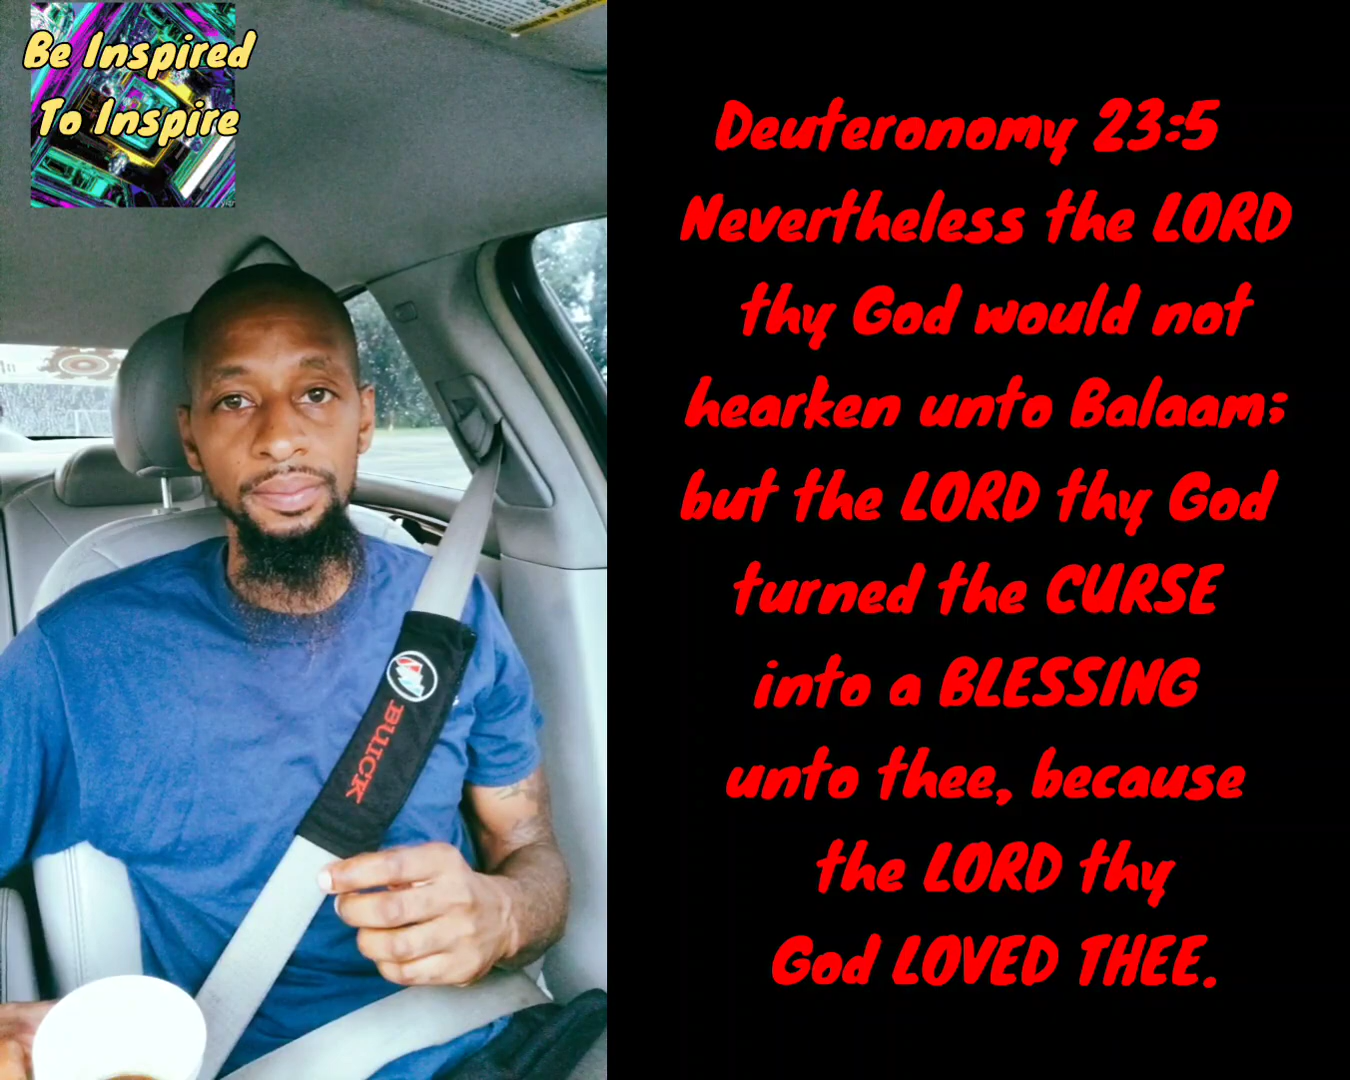 Be Inspired
To Inspire
BUICK
Deuteronomy 23:5
Nevertheless the LORD
thy God would not
hearken unto Balaam;
but the LORD thy God
turned the CURSE
into a BLESSING
unto thee, because
the LORD thy
God LOVED THEE.